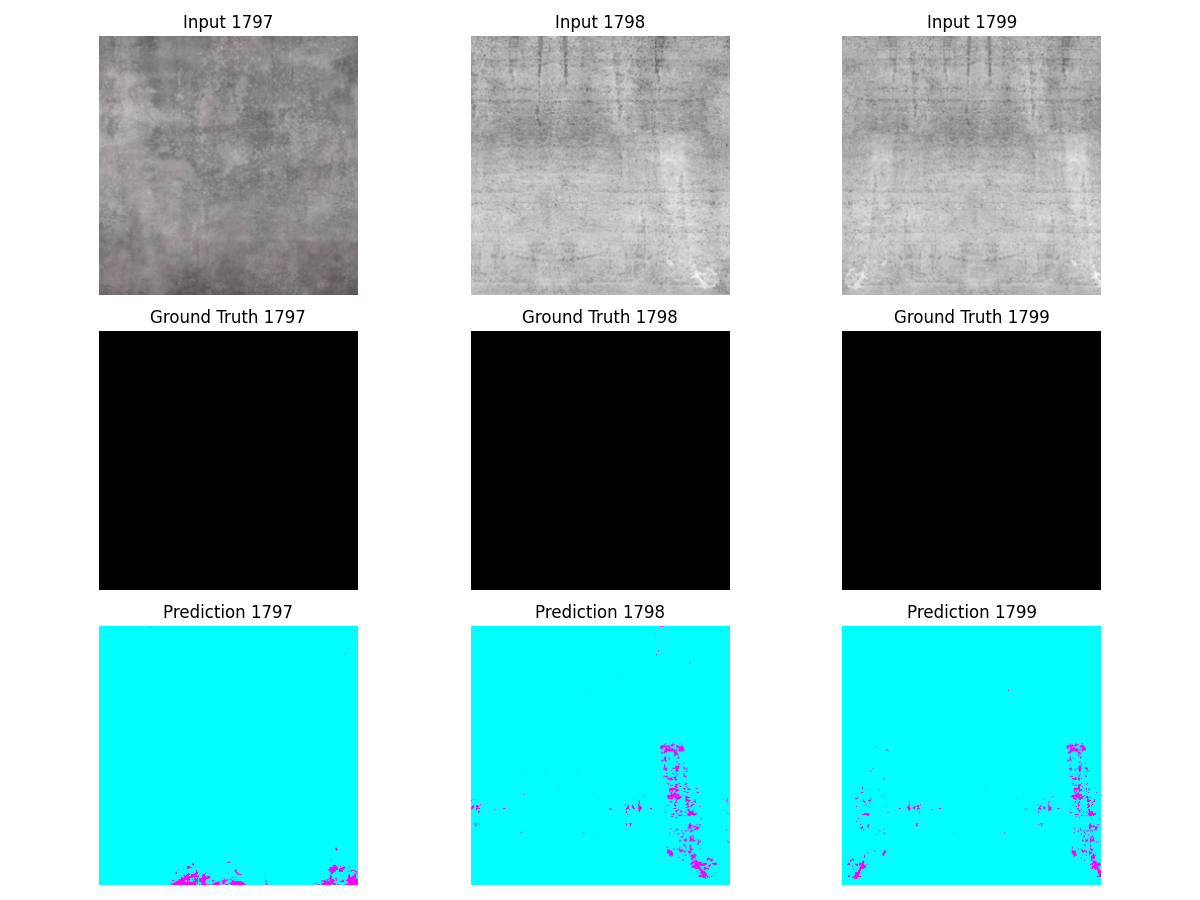 Input 1797
Input 1798
Input 1799
Ground Truth 1797
Ground Truth 1798
Ground Truth 1799
Prediction 1797
Prediction 1798
Prediction 1799